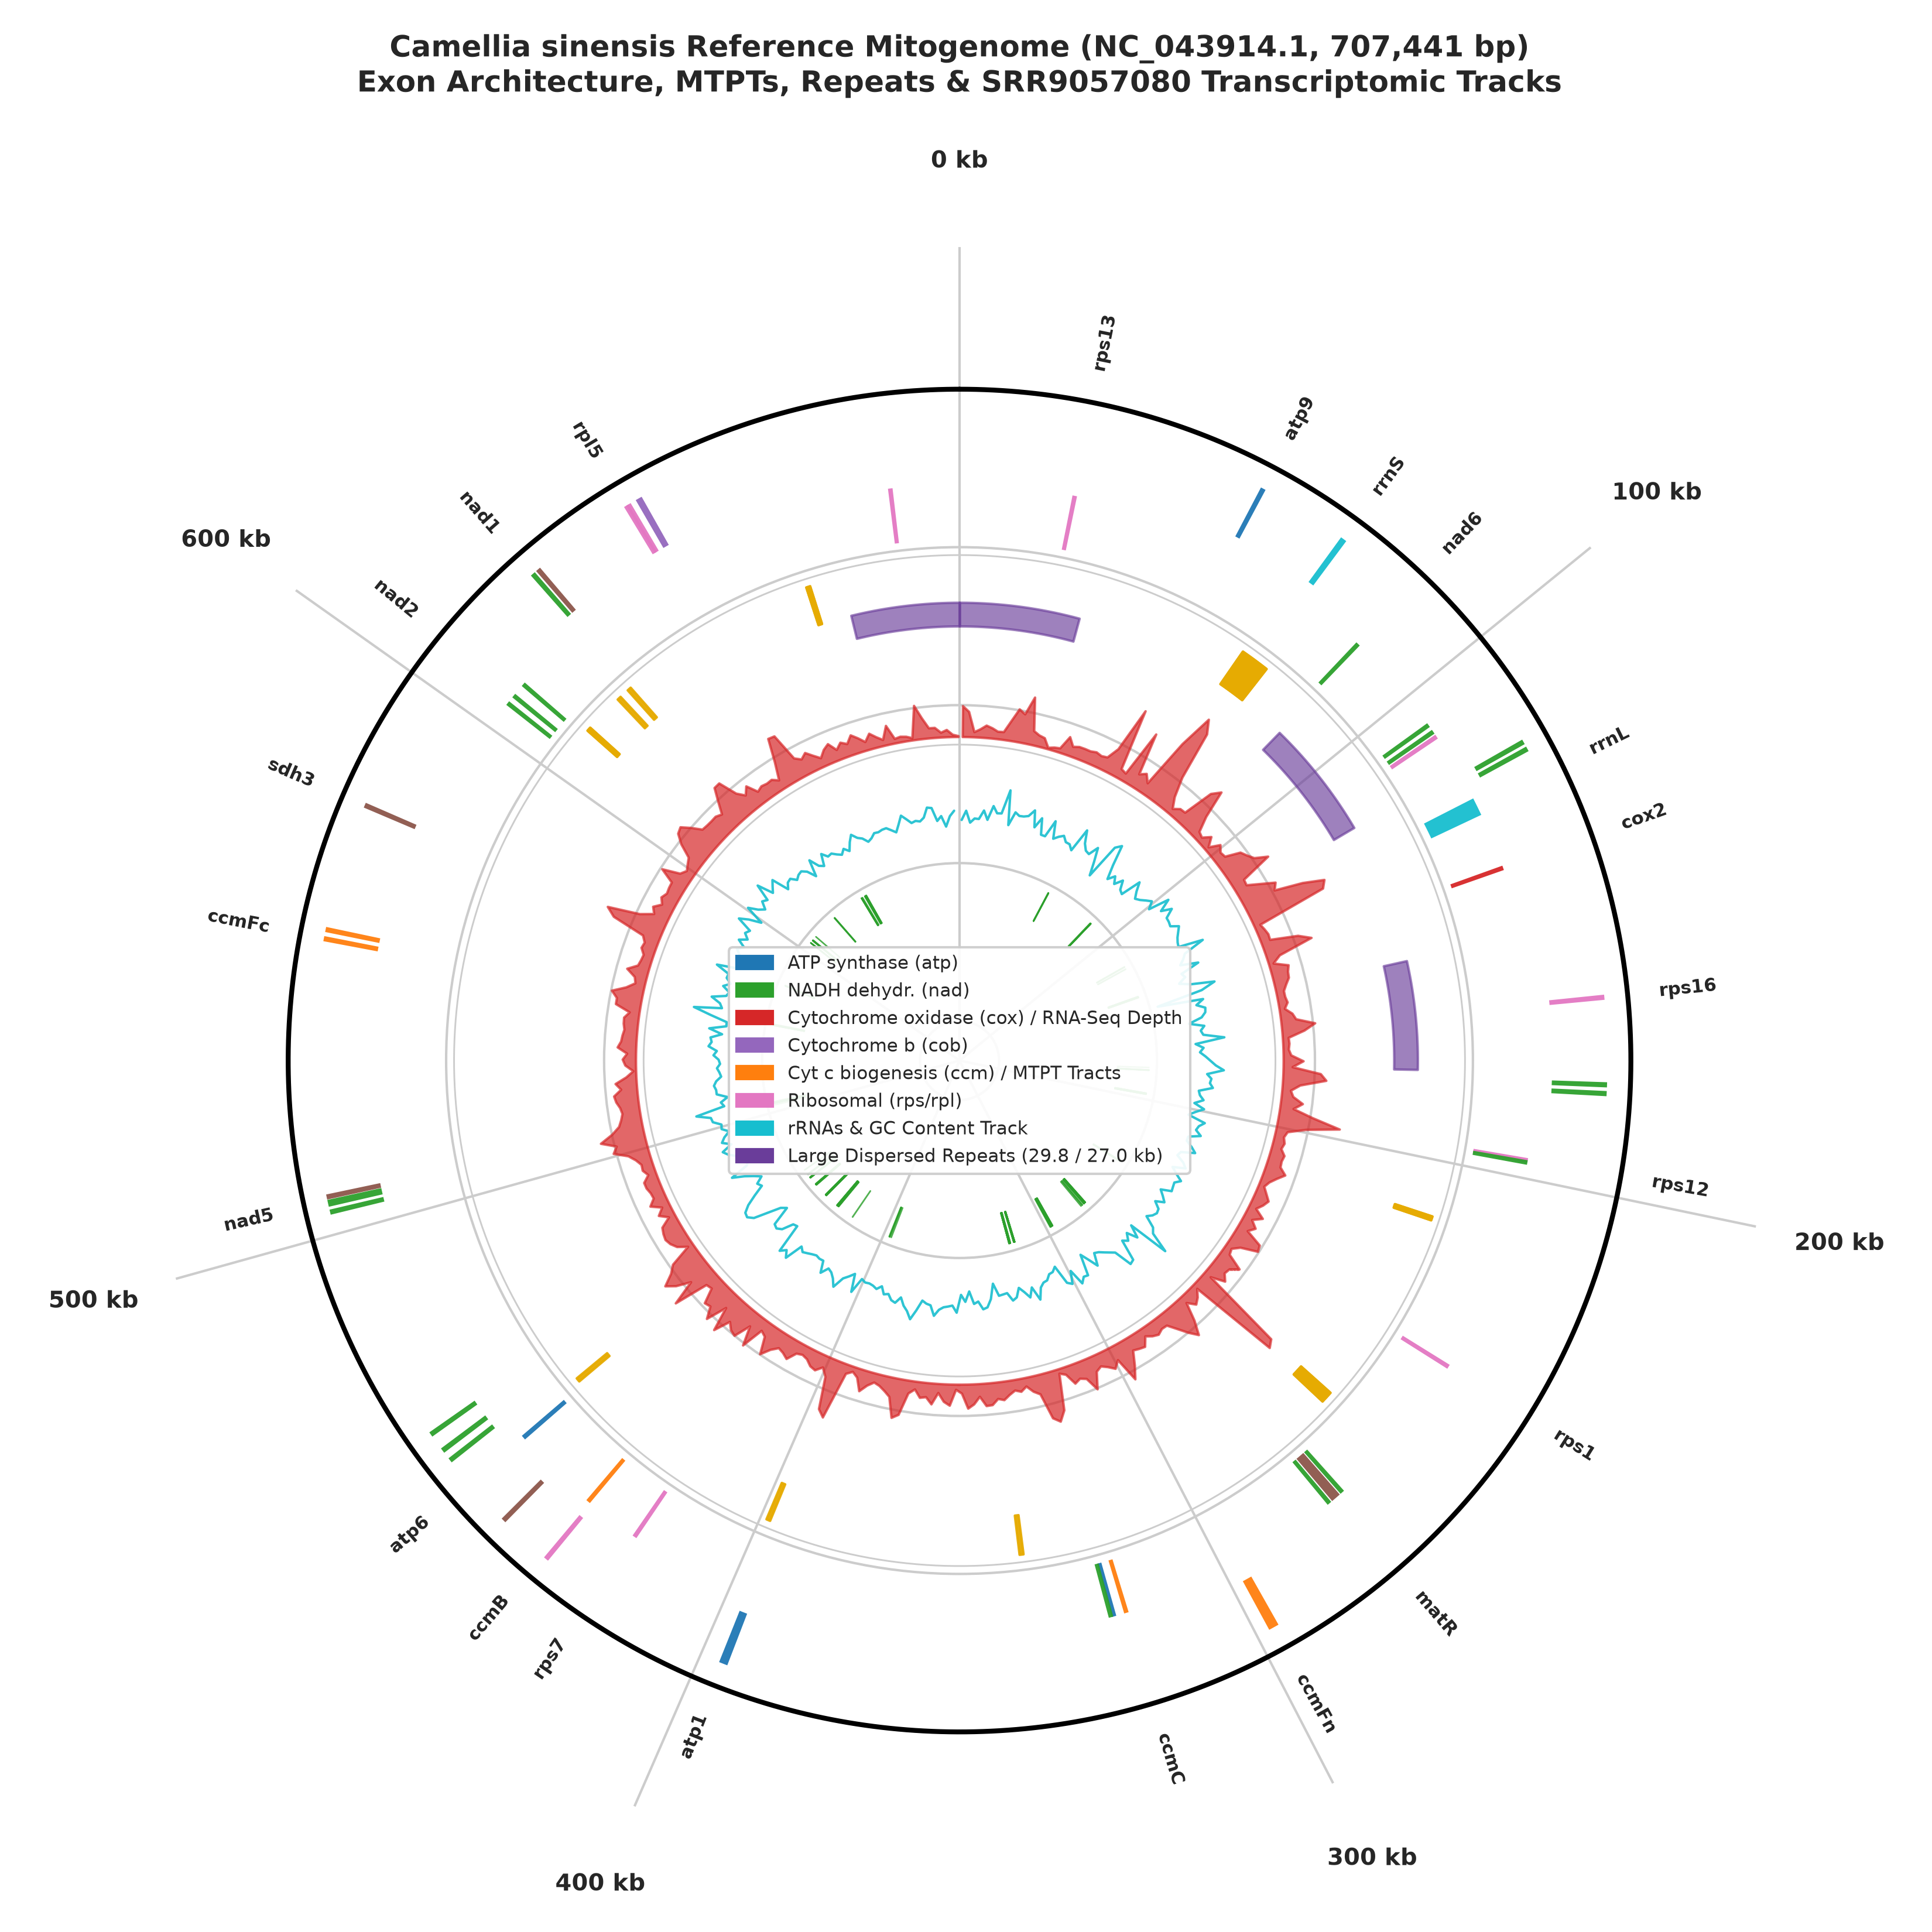 Camellia sinensis Reference Mitogenome (NC_043914.1, 707,441 bp)
Exon Architecture, MTPTs, Repeats & SRR9057080 Transcriptomic Tracks
0 kb
rps13
atp9
rrnS
nad6
100 kb
rrnL
cox2
rps16
rps12
200 kb
rps1
matR
ccmFn
300 kb
ccmC
atp1
400 kb
rps7
ccmB
atp6
500 kb
nad5
ccmFc
sdh3
nad2
600 kb
nad1
rpl5
ATP synthase (atp)
NADH dehydr. (nad)
Cytochrome oxidase (cox) / RNA-Seq Depth
Cytochrome b (cob)
Cyt c biogenesis (ccm) / MTPT Tracts
Ribosomal (rps/rpl)
rRNAs & GC Content Track
Large Dispersed Repeats (29.8 / 27.0 kb)